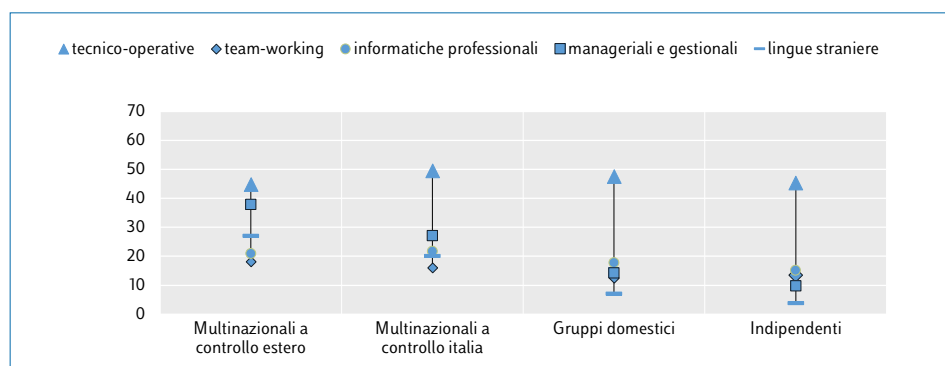 tecnico-operative team-working informatiche professionali manageriali e gestionali lingue straniere
70
60
50
40
30
20
10
0
Multinazionali a controllo estero
Multinazionali a controllo italia
Gruppi domestici
Indipendenti